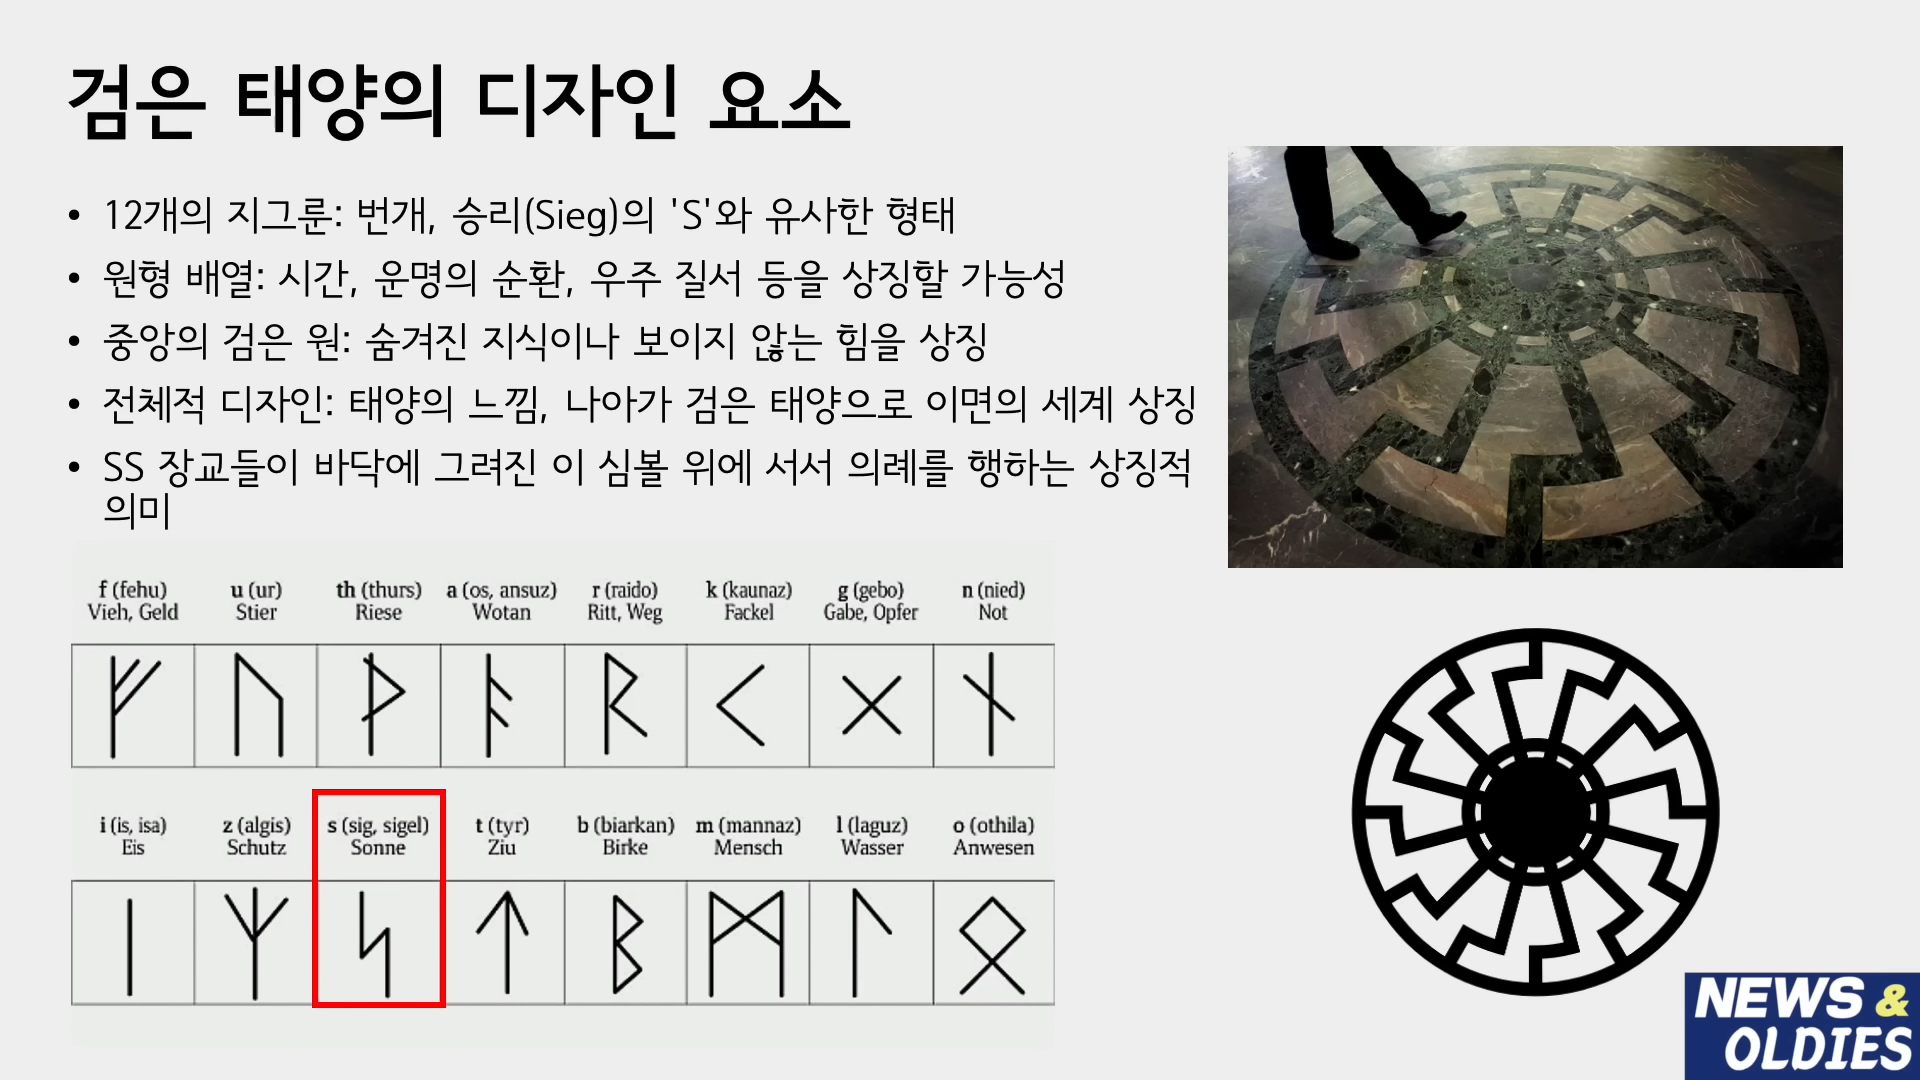 검은 태양의 디자인 요소
• 12개의 지그룬: 번개, 승리(Sieg)의 'S'와 유사한 형태
• 원형 배열: 시간, 운명의 순환, 우주 질서 등을 상징할 가능성
• 중앙의 검은 원: 숨겨진 지식이나 보이지 않는 힘을 상징
• 전체적 디자인: 태양의 느낌, 나아가 검은 태양으로 이면의 세계 상징
• SS 장교들이 바닥에 그려진 이 심볼 위에 서서 의례를 행하는 상징적
의미
f (fehu) u (ur) th (thurs) a (os, ansuz) r (raido) k (kaunaz) g (gebo) n (nied)
Vieh, Geld Stier Riese Wotan Ritt, Weg Fackel Gabe, Opfer Not
i (is, isa) z (algis) s (sig, sigel) t (tyr) b (biarkan) m (mannaz) l (laguz) o (othila)
Eis Schutz Sonne Ziu Birke Mensch Wasser Anwesen
NEWS &
OLDIES